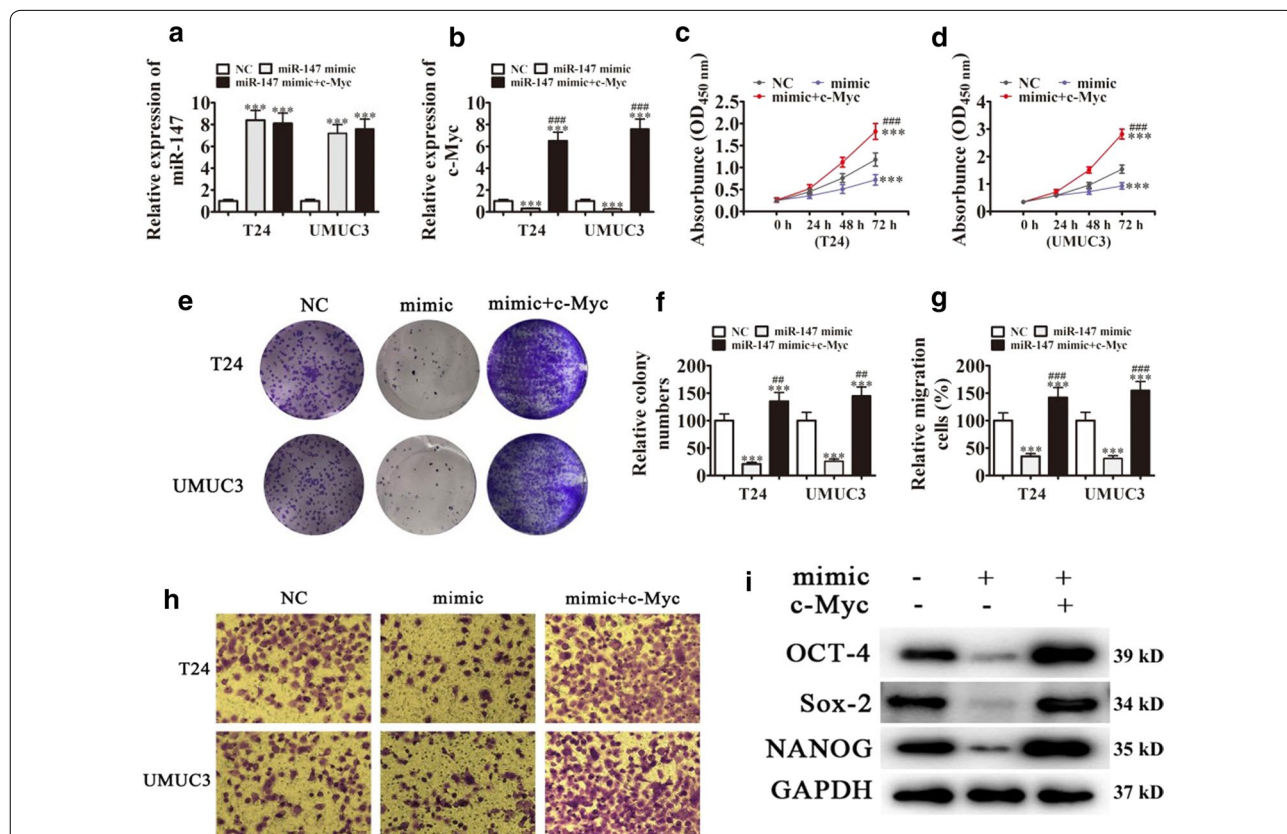 a
NC miR-147 mimic
miR-147 mimic+c-Myc
Relative expression of
miR-147
10
8
6
4
2
0
*** *** *** ***
T24 UMUC3
b
NC miR-147 mimic
miR-147 mimic+c-Myc
Relative expression of
c-Myc
10
8
6
4
2
0
### ###
*** *** *** ***
T24 UMUC3
c
NC mimic
mimic+c-Myc
Absorbunce (OD450 nm)
2.5
2.0
1.5
1.0
0.5
0.0
###
***
***
0 h 24 h 48 h 72 h
(T24)
d
NC mimic
mimic+c-Myc
Absorbunce (OD450 nm)
4
3
2
1
0
###
***
***
0 h 24 h 48 h 72 h
(UMUC3)
e
NC mimic mimic+c-Myc
T24
UMUC3
f
NC miR-147 mimic
miR-147 mimic+c-Myc
Relative colony
numbers
200
150
100
50
0
## ##
*** *** *** ***
T24 UMUC3
g
NC miR-147 mimic
miR-147 mimic+c-Myc
Relative migration
cells (%)
200
150
100
50
0
### ###
*** *** *** ***
T24 UMUC3
h
NC mimic mimic+c-Myc
T24
UMUC3
i
mimic - + +
c-Myc - - +
OCT-4 39 kD
Sox-2 34 kD
NANOG 35 kD
GAPDH 37 kD